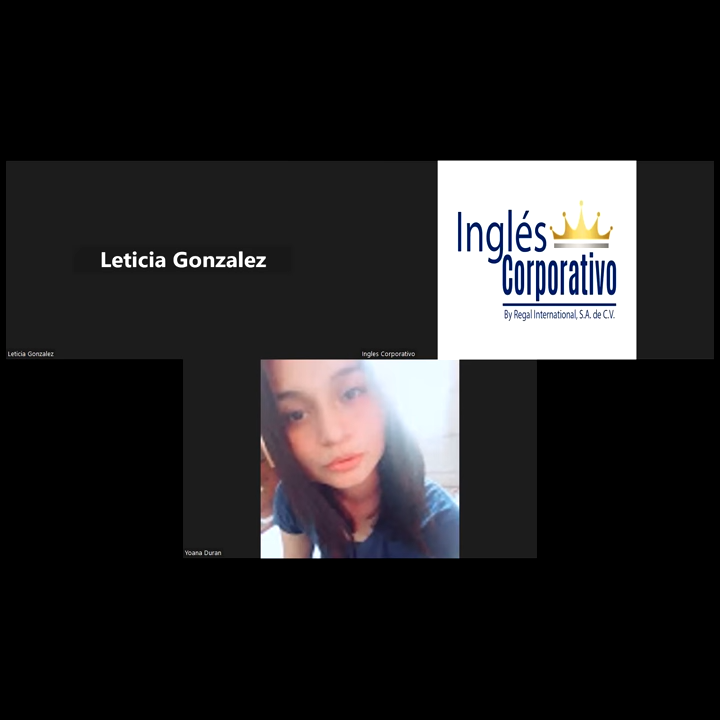 Leticia Gonzalez
Leticia Gonzalez
Inglés
Corporativo
By Regal International, S.A. de C.V.
Ingles Corporativo
Yoana Duran